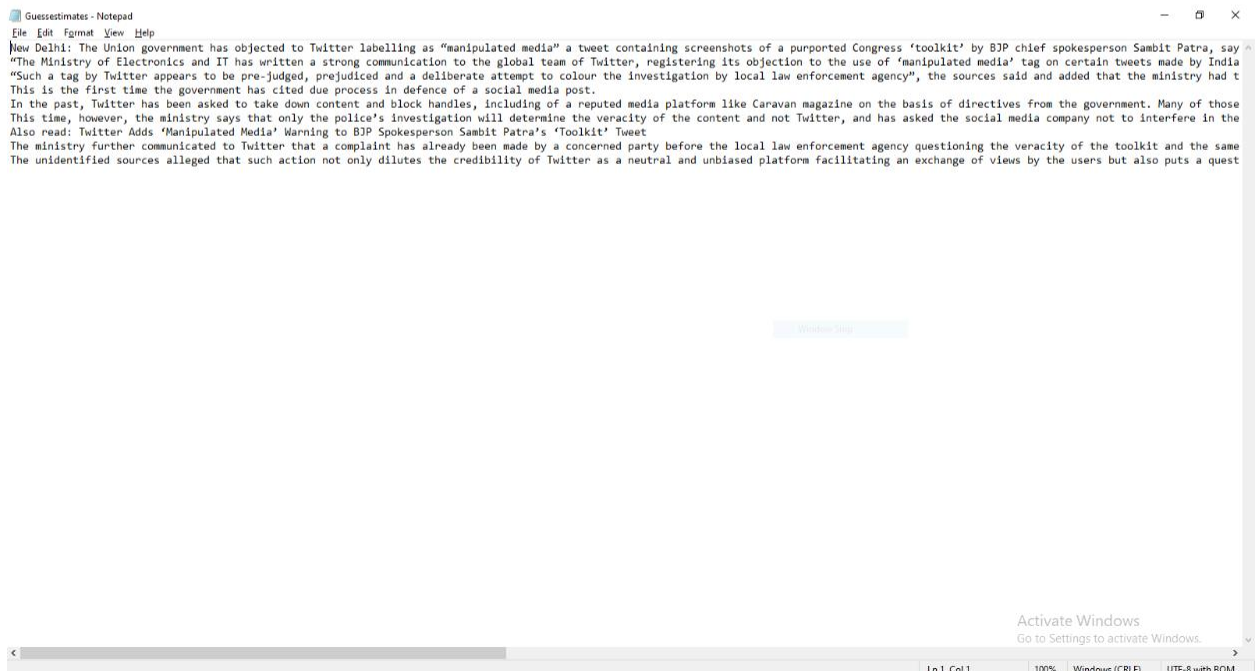 Guessestimates - Notepad
File Edit Format View Help
New Delhi: The Union government has objected to Twitter labelling as “manipulated media” a tweet containing screenshots of a purported Congress ‘toolkit’ by BJP chief spokesperson Sambit Patra, say
“The Ministry of Electronics and IT has written a strong communication to the global team of Twitter, registering its objection to the use of ‘manipulated media’ tag on certain tweets made by India
“Such a tag by Twitter appears to be pre-judged, prejudiced and a deliberate attempt to colour the investigation by local law enforcement agency”, the sources said and added that the ministry had t
This is the first time the government has cited due process in defence of a social media post.
In the past, Twitter has been asked to take down content and block handles, including of a reputed media platform like Caravan magazine on the basis of directives from the government. Many of those
This time, however, the ministry says that only the police’s investigation will determine the veracity of the content and not Twitter, and has asked the social media company not to interfere in the
Also read: Twitter Adds ‘Manipulated Media’ Warning to BJP Spokesperson Sambit Patra’s ‘Toolkit’ Tweet
The ministry further communicated to Twitter that a complaint has already been made by a concerned party before the local law enforcement agency questioning the veracity of the toolkit and the same
The unidentified sources alleged that such action not only dilutes the credibility of Twitter as a neutral and unbiased platform facilitating an exchange of views by the users but also puts a quest
Activate Windows
Go to Settings to activate Windows.
Ln 1, Col 1 100% Windows (CRLF) UTF-8 with BOM